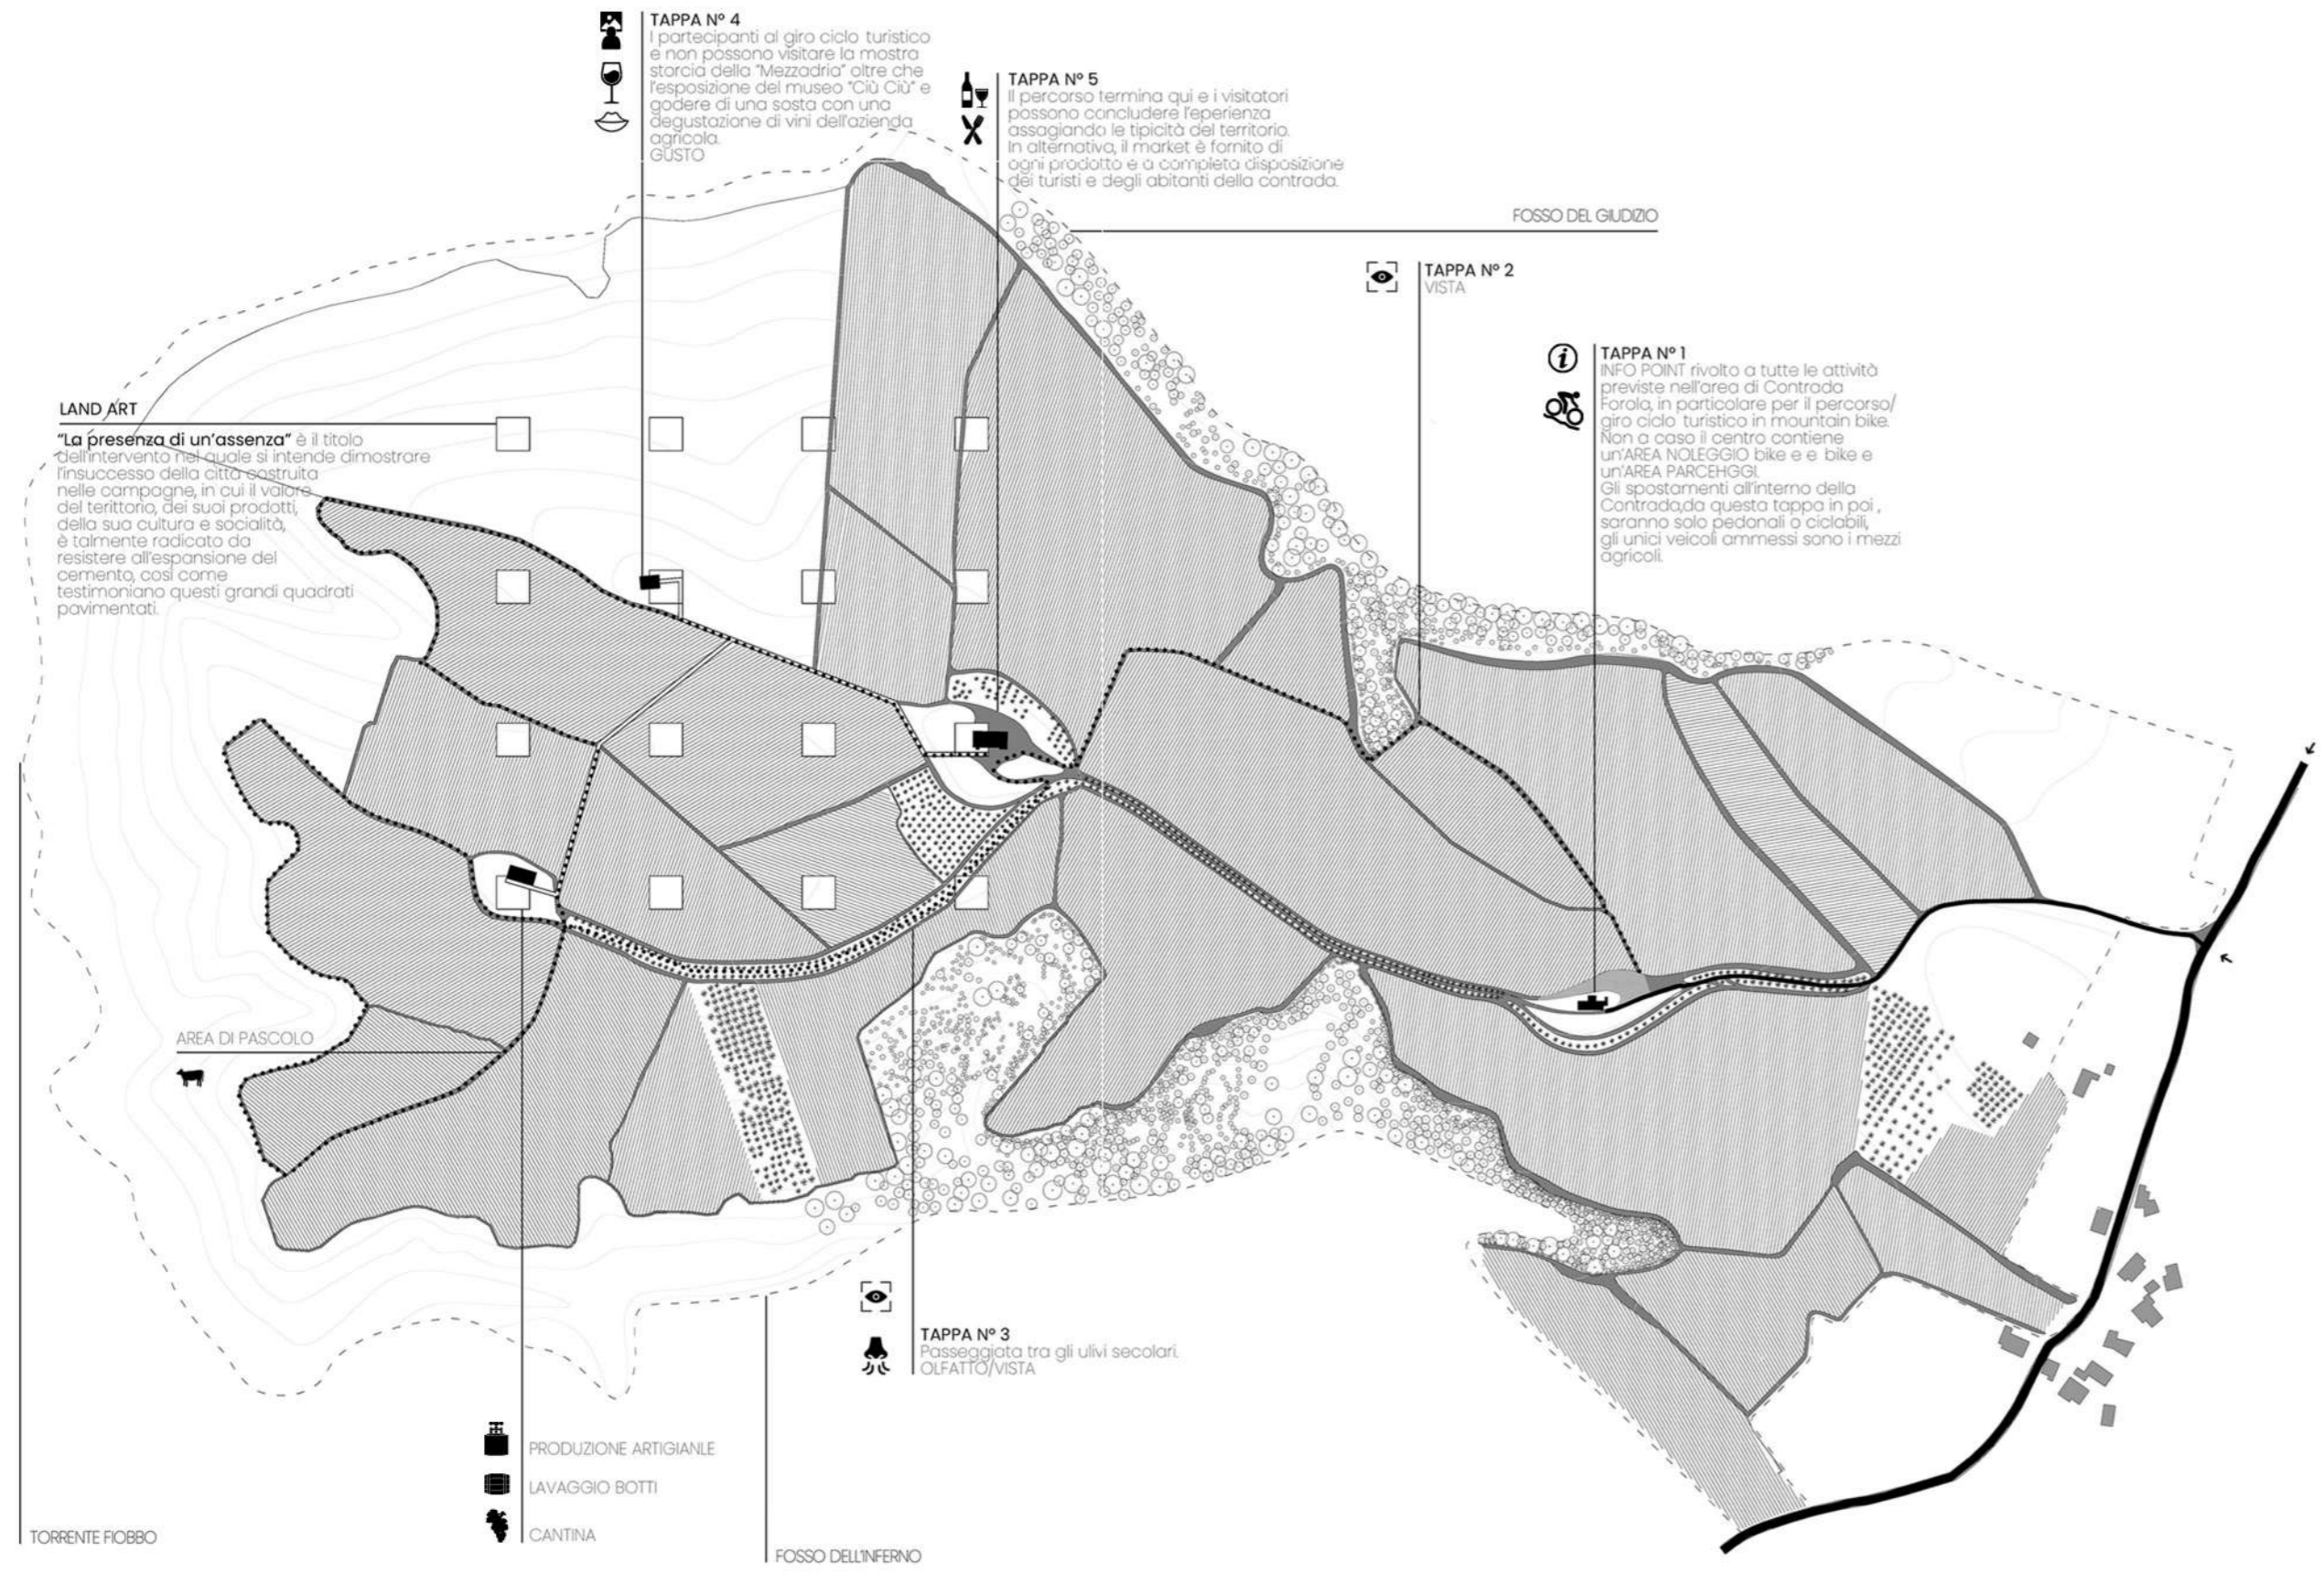 TAPPA Nº 4
I partecipanti al giro ciclo turistico
e non possono visitare la mostra
storcia della "Mezzadria" oltre che
l'esposizione del museo "Ciù Ciù" e
godere di una sosta con una
degustazione di vini dell'azienda
agricola.
GUSTO
TAPPA Nº 5
Il percorso termina qui e i visitatori
possono concludere l'eperienza
assagiando le tipicità del territorio.
In alternativa, il market è fornito di
ogni prodotto e a completa disposizione
dei turisti e degli abitanti della contrada.
FOSSO DEL GIUDIZIO
TAPPA Nº 2
VISTA
TAPPA Nº 1
INFO POINT rivolto a tutte le attività
previste nell'area di Contrada
Forola, in particolare per il percorso/
giro ciclo turistico in mountain bike.
Non a caso il centro contiene
un'AREA NOLEGGIO bike e e bike e
un'AREA PARCEHGGI.
Gli spostamenti all'interno della
Contrada,da questa tappa in poi ,
saranno solo pedonali o ciclabili,
gli unici veicoli ammessi sono i mezzi
agricoli.
LAND ART
"La presenza di un'assenza" è il titolo
dell'intervento nel quale si intende dimostrare
l'insuccesso della città costruita
nelle campagne, in cui il valore
del terittorio, dei suoi prodotti,
della sua cultura e socialità,
è talmente radicato da
resistere all'espansione del
cemento, così come
testimoniano questi grandi quadrati
pavimentati.
AREA DI PASCOLO
TAPPA Nº 3
Passeggiata tra gli ulivi secolari.
OLFATTO/VISTA
PRODUZIONE ARTIGIANLE
LAVAGGIO BOTTI
CANTINA
TORRENTE FIOBBO
FOSSO DELL'INFERNO